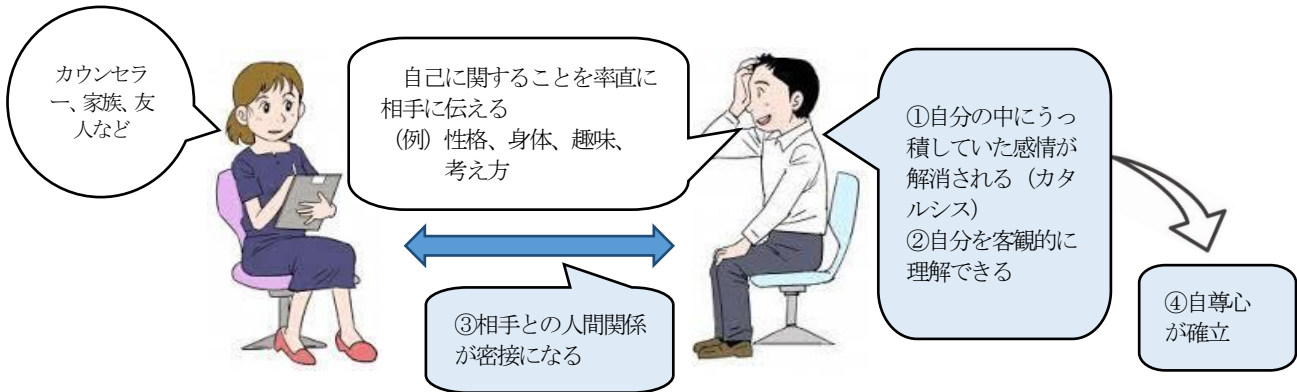 カウンセラ
ー、家族、友
人など
自己に関することを率直に
相手に伝える
（例）性格、身体、趣味、
考え方
①自分の中にうっ
積していた感情が
解消される（カタ
ルシス）
②自分を客観的に
理解できる
③相手との人間関係
が密接になる
④自尊心
が確立